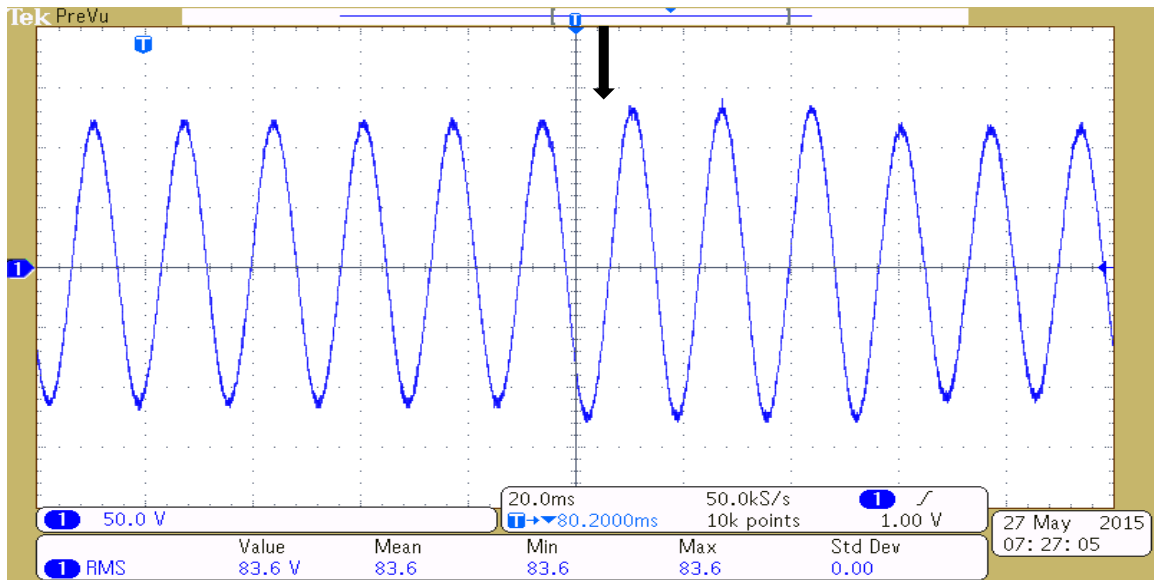 Tek PreVu
T
T
1
20.0ms 50.0kS/s 1
T→▼80.2000ms 10k points 1.00 V
1 50.0 V
27 May 2015
07:27:05
Value Mean Min Max Std Dev
1 RMS 83.6 V 83.6 83.6 83.6 0.00